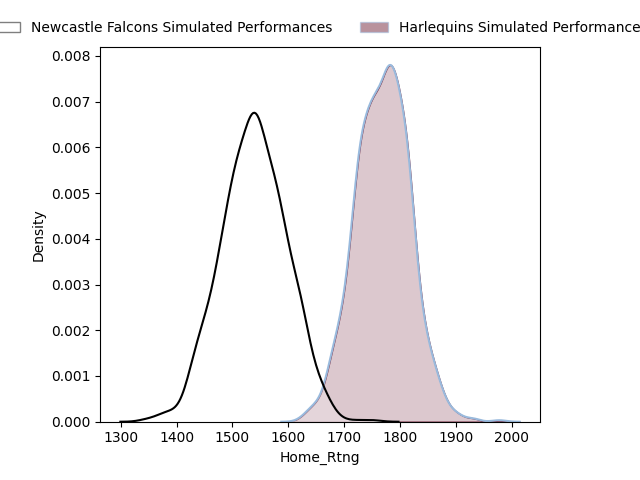 Newcastle Falcons Simulated Performances
Harlequins Simulated Performance
0.008
0.007
0.006
0.005
0.004
0.003
0.002
0.001
0.000
Density
1300 1400 1500 1600 1700 1800 1900 2000
Home_Rtng